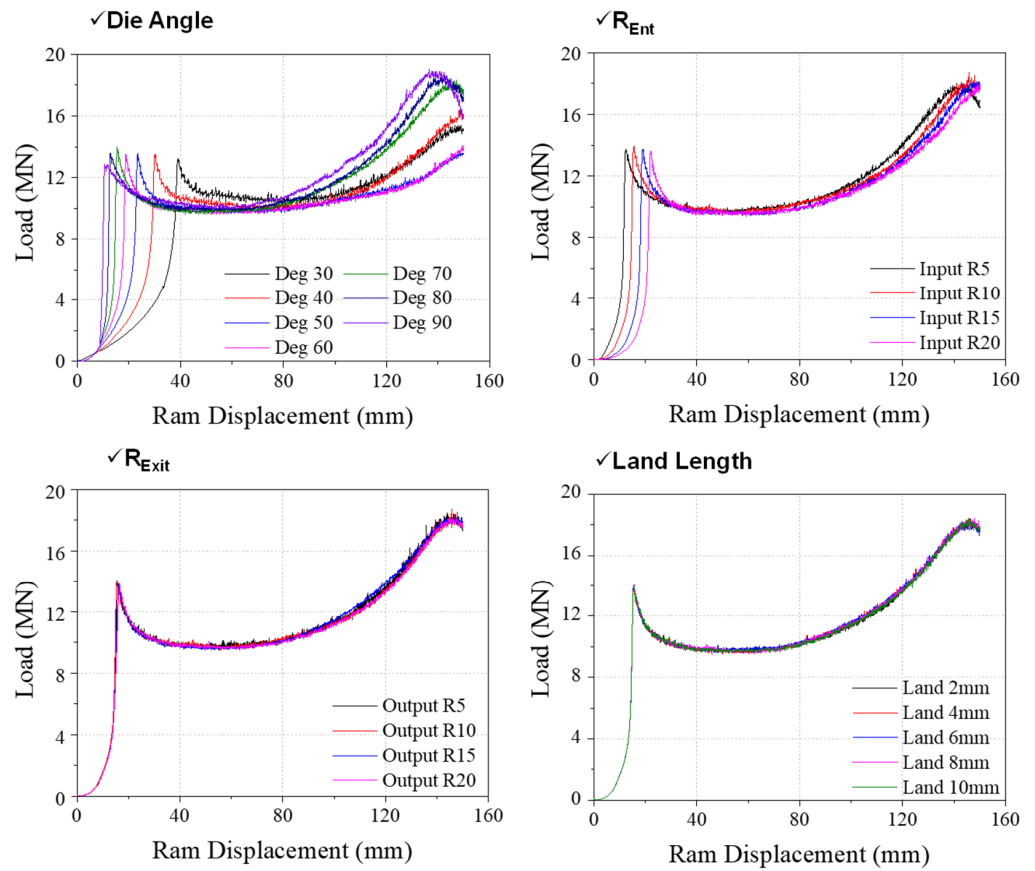 ✓Die Angle
20
16
12
8
4
0
Load (MN)
Deg 30
Deg 40
Deg 50
Deg 60
Deg 70
Deg 80
Deg 90
0 40 80 120 160
Ram Displacement (mm)
✓REnt
20
16
12
8
4
0
Load (MN)
Input R5
Input R10
Input R15
Input R20
0 40 80 120 160
Ram Displacement (mm)
✓RExit
20
16
12
8
4
0
Load (MN)
Output R5
Output R10
Output R15
Output R20
0 40 80 120 160
Ram Displacement (mm)
✓Land Length
20
16
12
8
4
0
Load (MN)
Land 2mm
Land 4mm
Land 6mm
Land 8mm
Land 10mm
0 40 80 120 160
Ram Displacement (mm)